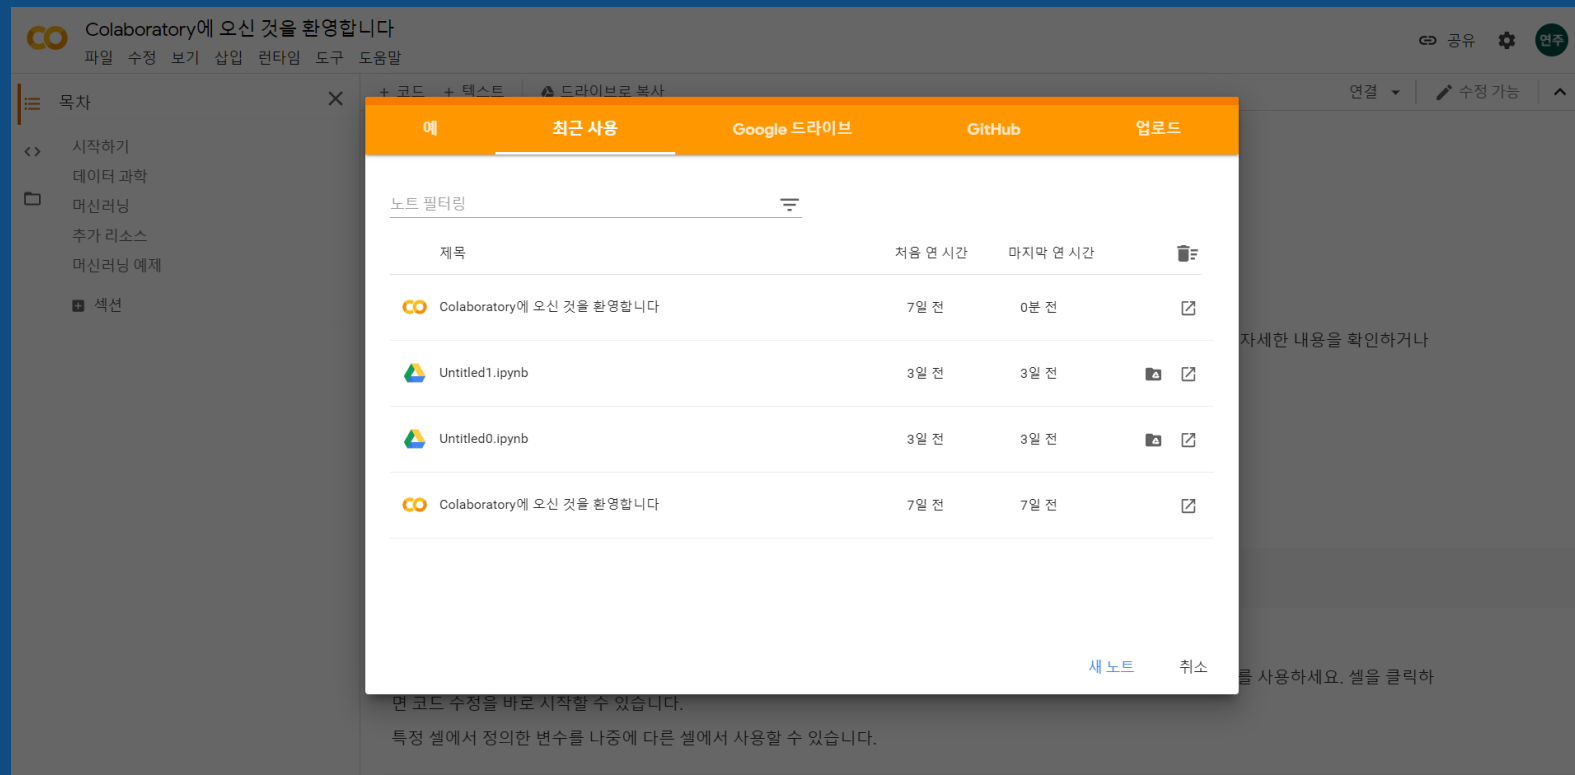 Colaboratory에 오신 것을 환영합니다
파일 수정 보기 삽입 런타임 도구 도움말
공유
연주
목차
+ 코드 + 텍스트 드라이브로 복사
연결 수정 가능
시작하기
데이터 과학
머신러닝
추가 리소스
머신러닝 예제
섹션
예 최근 사용 Google 드라이브 GitHub 업로드
노트 필터링
제목 처음 연 시간 마지막 연 시간
Colaboratory에 오신 것을 환영합니다 7일 전 0분 전
Untitled1.ipynb 3일 전 3일 전
Untitled0.ipynb 3일 전 3일 전
Colaboratory에 오신 것을 환영합니다 7일 전 7일 전
새 노트 취소
자세한 내용을 확인하거나
를 사용하세요. 셀을 클릭하
면 코드 수정을 바로 시작할 수 있습니다.
특정 셀에서 정의한 변수를 나중에 다른 셀에서 사용할 수 있습니다.